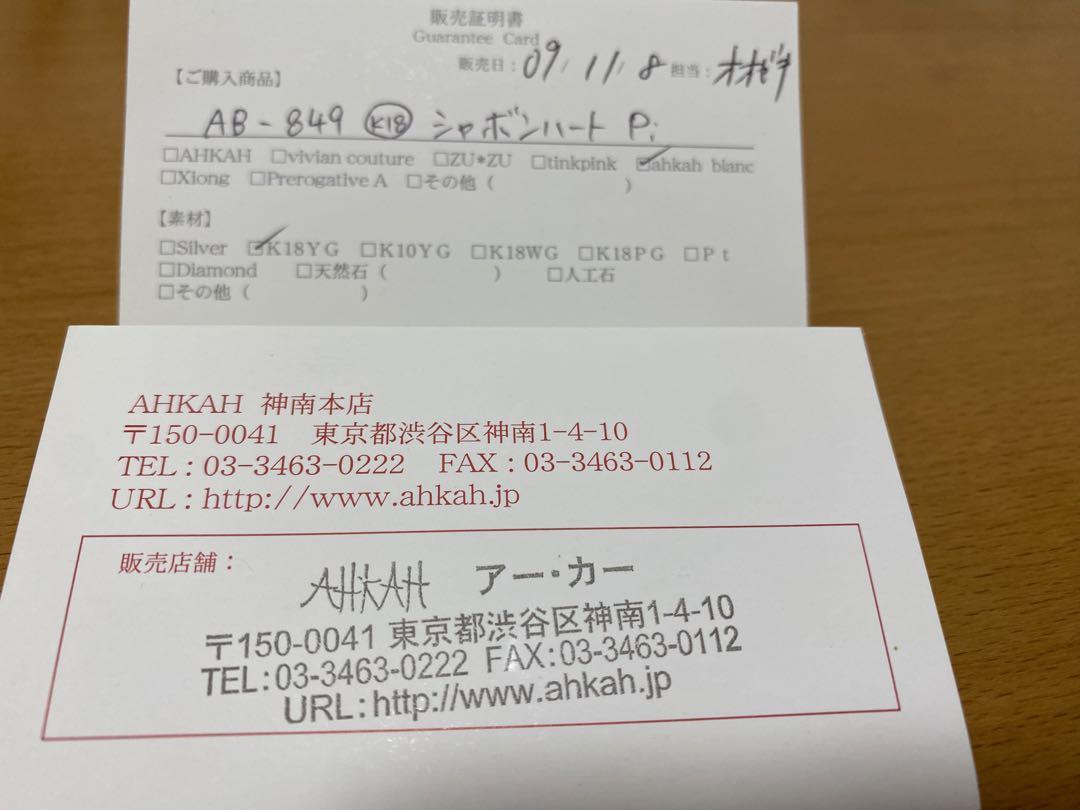 販売証明書
Guarantee Card
販売日：09/11/8 担当：オオゼキ
【ご購入商品】
AB-849 K18 シャボンハート Pi
□AHKAH □vivian couture □ZU*ZU □tinkpink ☑ahkah blanc
□Xiong □Prerogative A □その他（ ）
【素材】
□Silver ☑K18YG □K10YG □K18WG □K18PG □Pt
□Diamond □天然石（ ） □人工石
□その他（ ）
AHKAH 神南本店
〒150-0041 東京都渋谷区神南1-4-10
TEL：03-3463-0222 FAX：03-3463-0112
URL：http://www.ahkah.jp
販売店舗：
AHKAH アー・カー
〒150-0041 東京都渋谷区神南1-4-10
TEL:03-3463-0222 FAX:03-3463-0112
URL:http://www.ahkah.jp